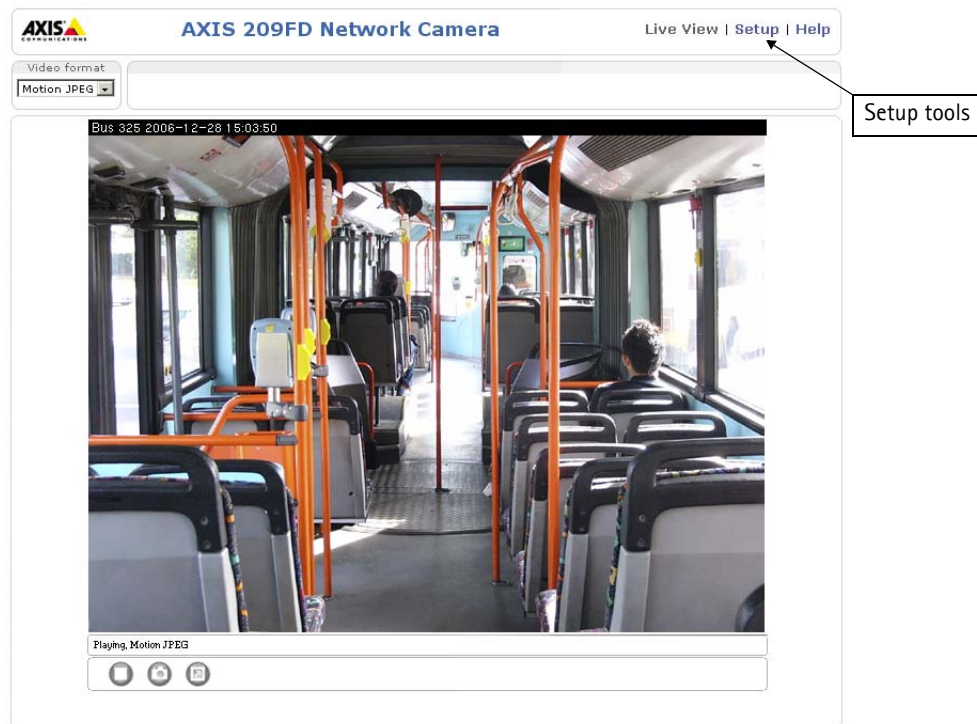 AXIS
COMMUNICATIONS
AXIS 209FD Network Camera
Live View | Setup | Help
Video format
Motion JPEG
Setup tools
Bus 325 2006-12-28 15:03:50
Playing, Motion JPEG